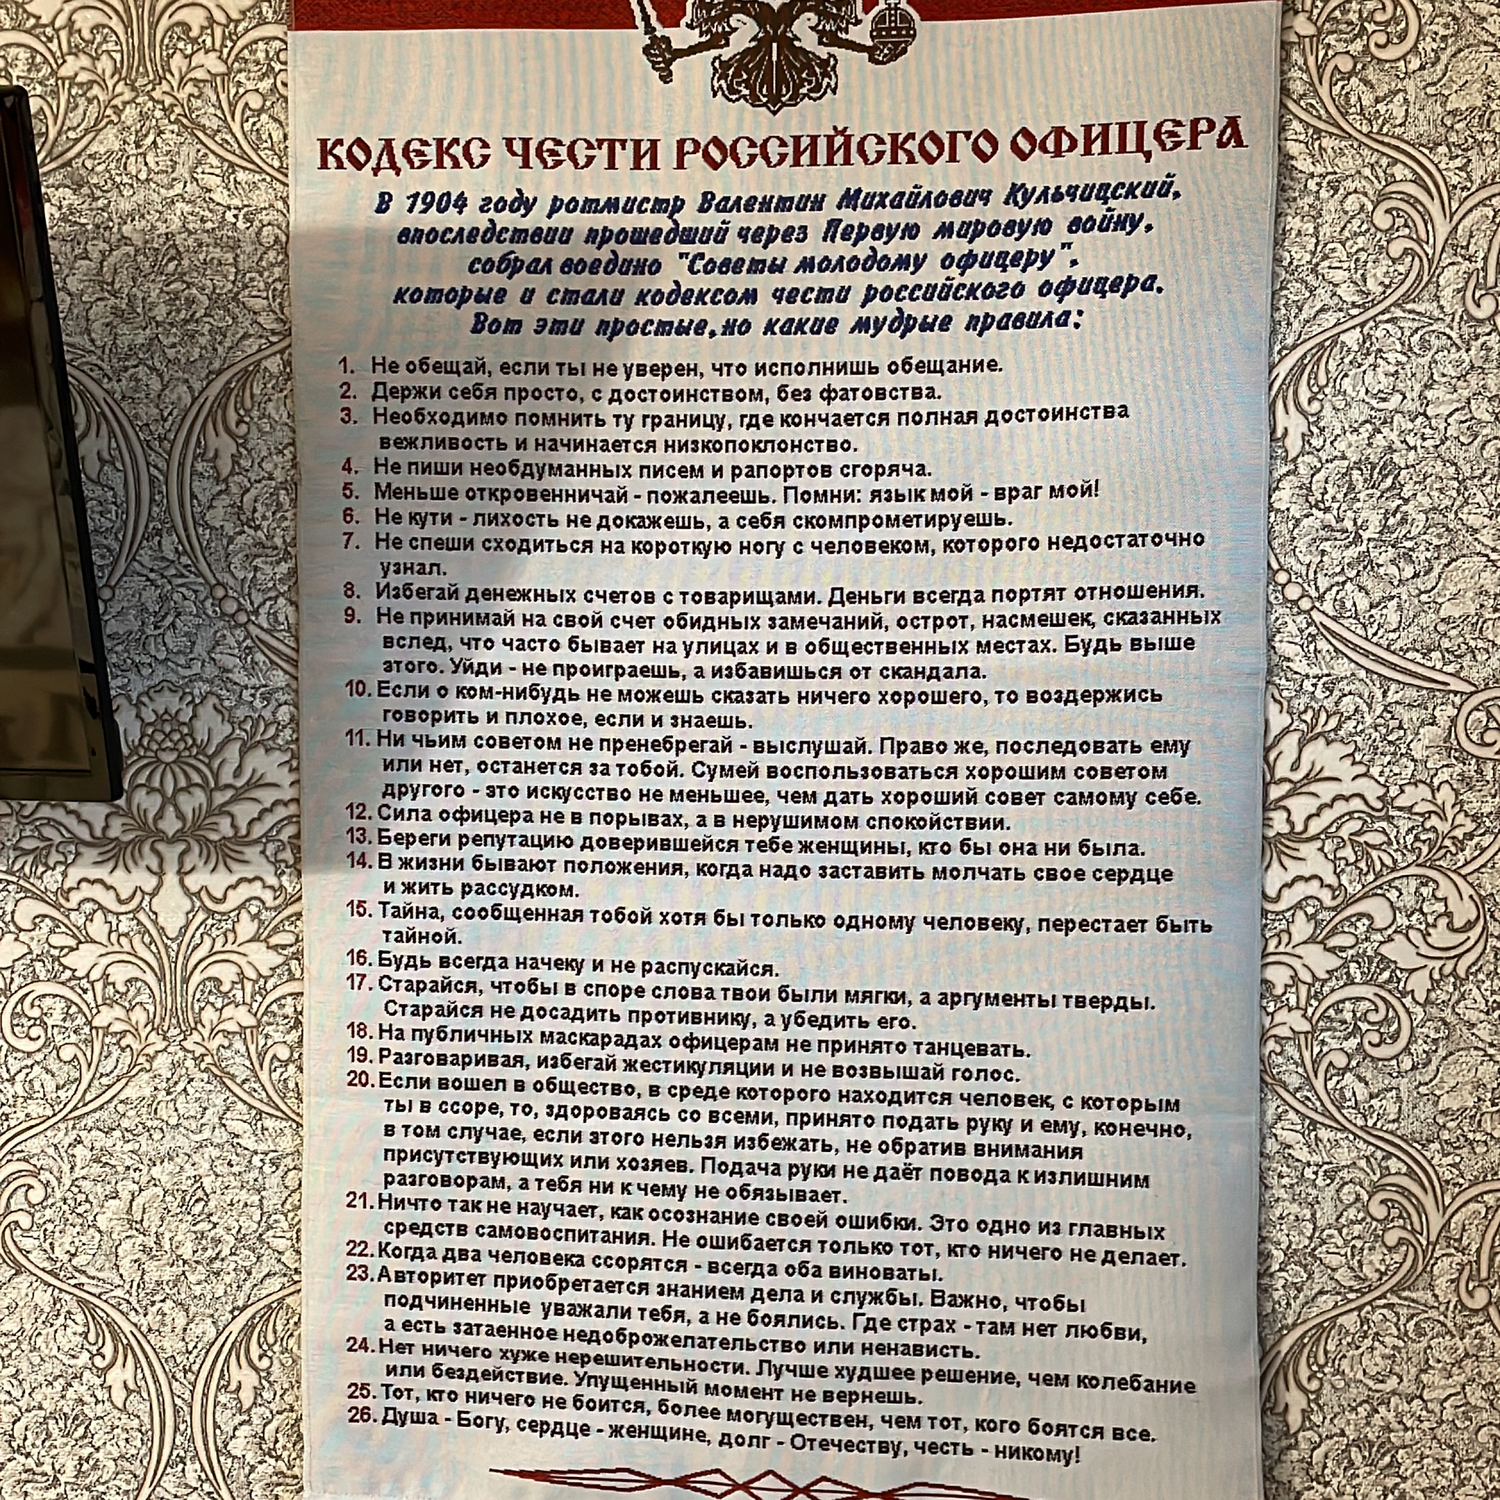 КОДЕКС ЧЕСТИ РОССИЙСКОГО ОФИЦЕРА
В 1904 году ротмистр Валентин Михайлович Кульчицский,
впоследствии прошедший через Первую мировую войну,
собрал воедино "Советы молодому офицеру",
которые и стали кодексом чести российского офицера.
Вот эти простые, но какие мудрые правила:
1. Не обещай, если ты не уверен, что исполнишь обещание.
2. Держи себя просто, с достоинством, без фатовства.
3. Необходимо помнить ту границу, где кончается полная достоинства
вежливость и начинается низкопоклонство.
4. Не пиши необдуманных писем и рапортов сгоряча.
5. Меньше откровенничай - пожалеешь. Помни: язык мой - враг мой!
6. Не кути - лихость не докажешь, а себя скомпрометируешь.
7. Не спеши сходиться на короткую ногу с человеком, которого недостаточно
узнал.
8. Избегай денежных счетов с товарищами. Деньги всегда портят отношения.
9. Не принимай на свой счет обидных замечаний, острот, насмешек, сказанных
вслед, что часто бывает на улицах и в общественных местах. Будь выше
этого. Уйди - не проиграешь, а избавишься от скандала.
10. Если о ком-нибудь не можешь сказать ничего хорошего, то воздержись
говорить и плохое, если и знаешь.
11. Ни чьим советом не пренебрегай - выслушай. Право же, последовать ему
или нет, останется за тобой. Сумей воспользоваться хорошим советом
другого - это искусство не меньшее, чем дать хороший совет самому себе.
12. Сила офицера не в порывах, а в нерушимом спокойствии.
13. Береги репутацию доверившейся тебе женщины, кто бы она ни была.
14. В жизни бывают положения, когда надо заставить молчать свое сердце
и жить рассудком.
15. Тайна, сообщенная тобой хотя бы только одному человеку, перестает быть
тайной.
16. Будь всегда начеку и не распускайся.
17. Старайся, чтобы в споре слова твои были мягки, а аргументы тверды.
Старайся не досадить противнику, а убедить его.
18. На публичных маскарадах офицерам не принято танцевать.
19. Разговаривая, избегай жестикуляции и не возвышай голос.
20. Если вошел в общество, в среде которого находится человек, с которым
ты в ссоре, то, здороваясь со всеми, принято подать руку и ему, конечно,
в том случае, если этого нельзя избежать, не обратив внимания
присутствующих или хозяев. Подача руки не даёт повода к излишним
разговорам, а тебя ни к чему не обязывает.
21. Ничто так не научает, как осознание своей ошибки. Это одно из главных
средств самовоспитания. Не ошибается только тот, кто ничего не делает.
22. Когда два человека ссорятся - всегда оба виноваты.
23. Авторитет приобретается знанием дела и службы. Важно, чтобы
подчиненные уважали тебя, а не боялись. Где страх - там нет любви,
а есть затаенное недоброжелательство или ненависть.
24. Нет ничего хуже нерешительности. Лучше худшее решение, чем колебание
или бездействие. Упущенный момент не вернешь.
25. Тот, кто ничего не боится, более могуществен, чем тот, кого боятся все.
26. Душа - Богу, сердце - женщине, долг - Отечеству, честь - никому!